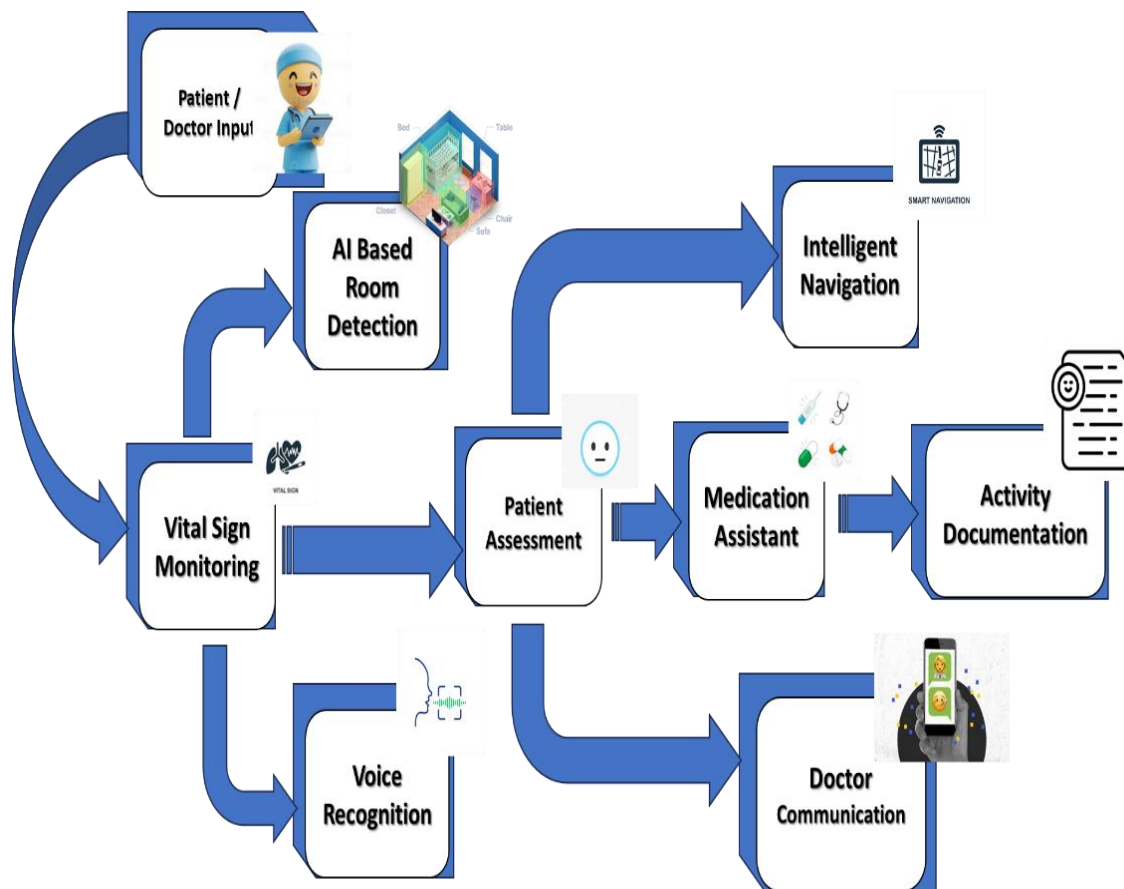 Patient /
Doctor Input
Bed
Table
Closet
Chair
Sofa
AI Based
Room
Detection
SMART NAVIGATION
Intelligent
Navigation
VITAL SIGN
Vital Sign
Monitoring
Patient
Assessment
Medication
Assistant
Activity
Documentation
Voice
Recognition
Doctor
Communication